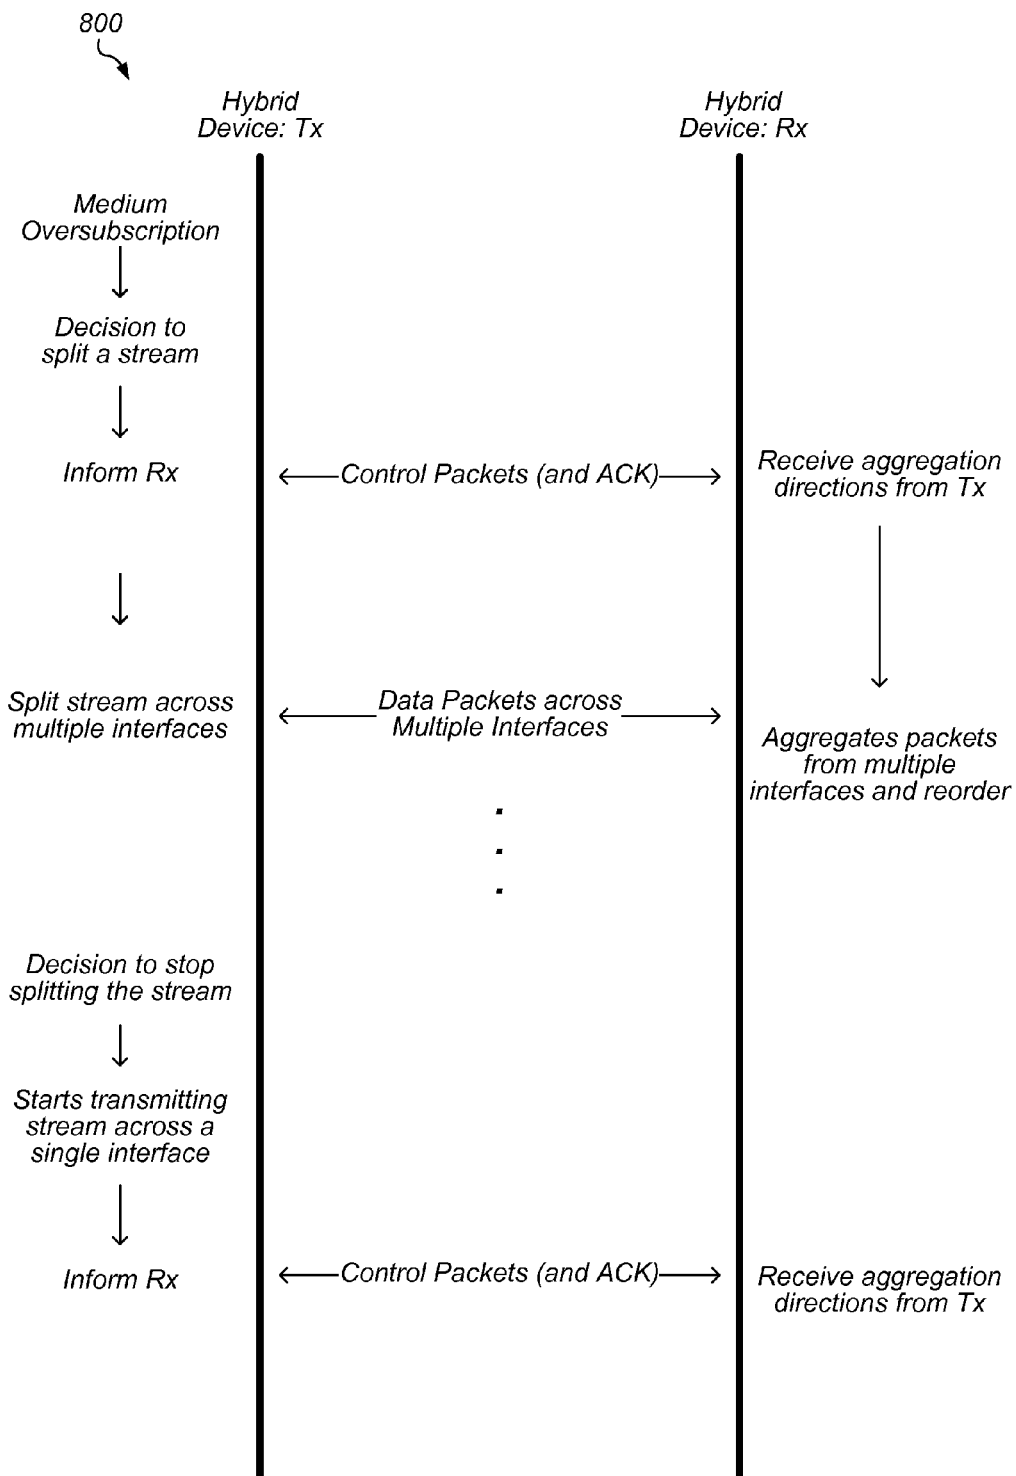 800
Hybrid
Device: Tx
Hybrid
Device: Rx
Medium
Oversubscription
Decision to
split a stream
Inform Rx
Control Packets (and ACK)
Receive aggregation
directions from Tx
Split stream across
multiple interfaces
Data Packets across
Multiple Interfaces
Aggregates packets
from multiple
interfaces and reorder
Decision to stop
splitting the stream
Starts transmitting
stream across a
single interface
Inform Rx
Control Packets (and ACK)
Receive aggregation
directions from Tx